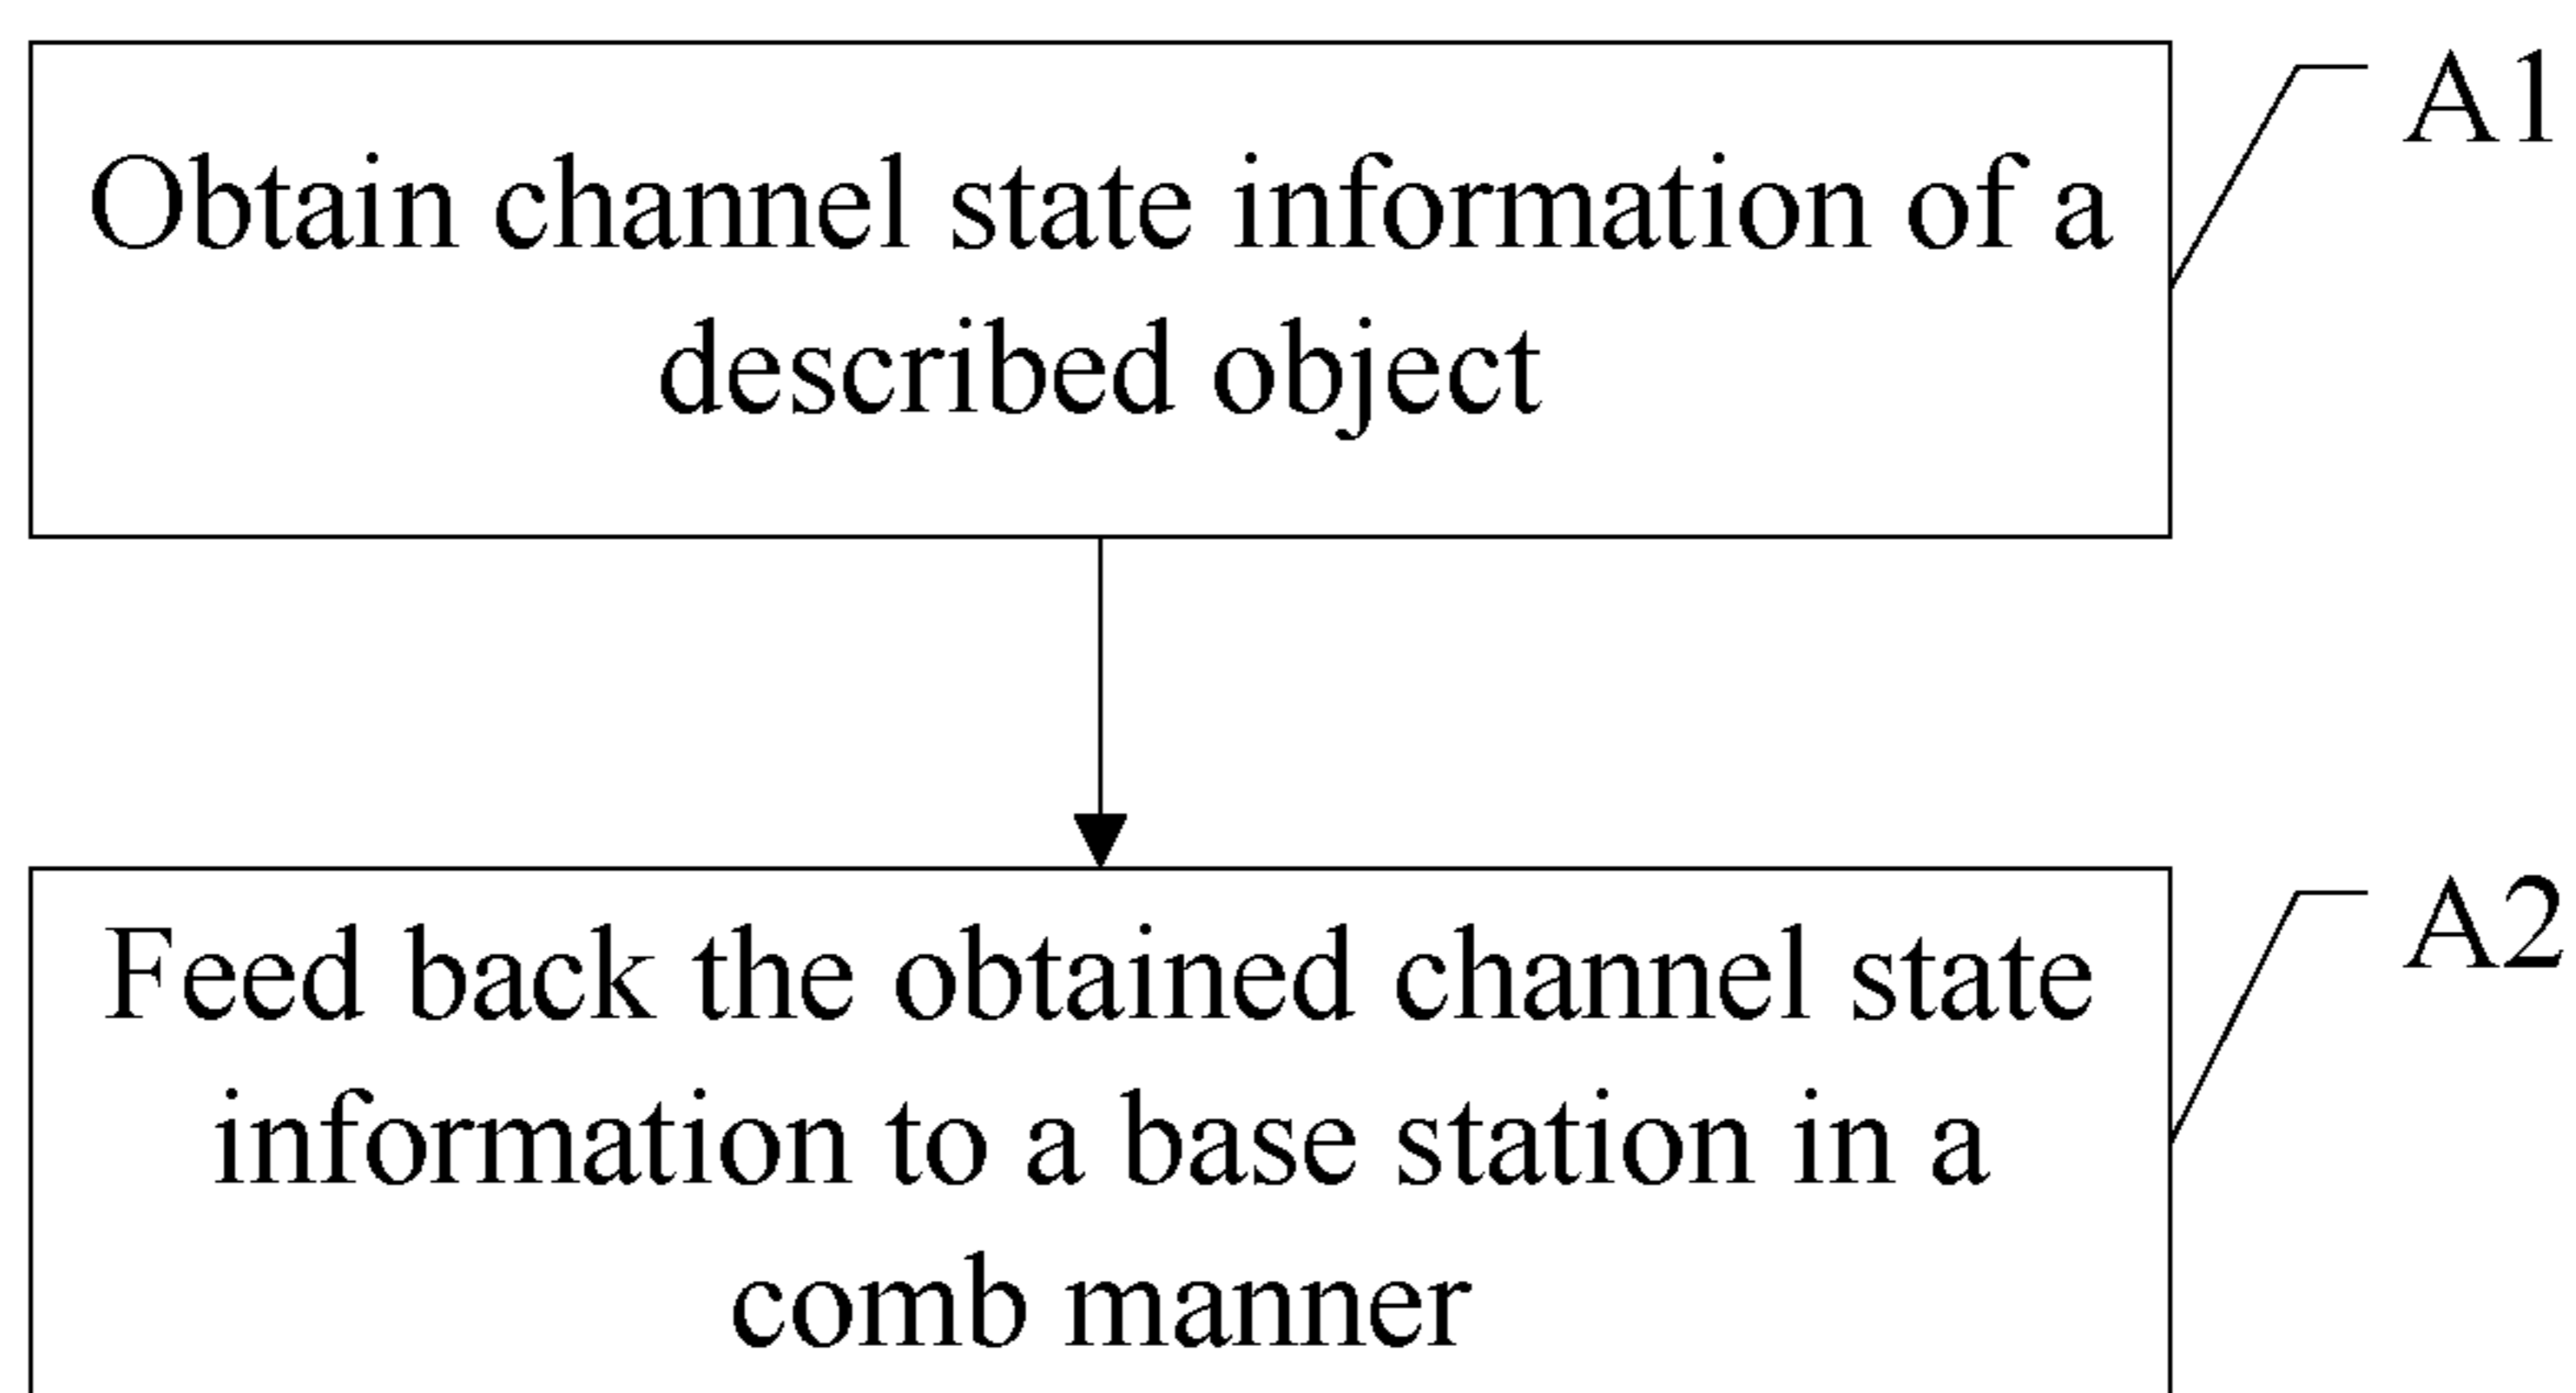 Obtain channel state information of a
described object
A1
Feed back the obtained channel state
information to a base station in a
comb manner
A2